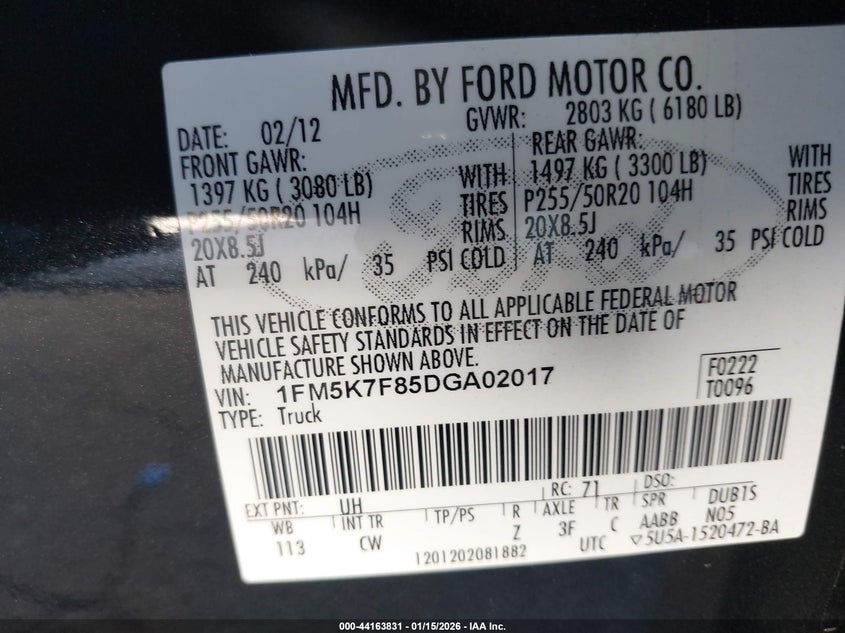 MFD. BY FORD MOTOR CO.
DATE: 02/12
GVWR: 2803 KG ( 6180 LB)
FRONT GAWR:
1397 KG ( 3080 LB)
P255/50R20 104H
20X8.5J
WITH
TIRES
RIMS
AT 240 kPa/ 35 PSI COLD
REAR GAWR:
1497 KG ( 3300 LB)
P255/50R20 104H
20X8.5J
WITH
TIRES
RIMS
AT 240 kPa/ 35 PSI COLD
THIS VEHICLE CONFORMS TO ALL APPLICABLE FEDERAL MOTOR
VEHICLE SAFETY STANDARDS IN EFFECT ON THE DATE OF
MANUFACTURE SHOWN ABOVE.
VIN: 1FM5K7F85DGA02017
TYPE: Truck
F0222
T0096
EXT PNT: UH
RC: 71
DSO:
WB
INT TR
TP/PS
R
AXLE
TR
SPR
DUB1S
113
CW
Z
3F
C
AABB
N05
1201202081882
UTC
▽5U5A-1520472-BA
Ford
000-44163831 - 01/15/2026 - IAA Inc.